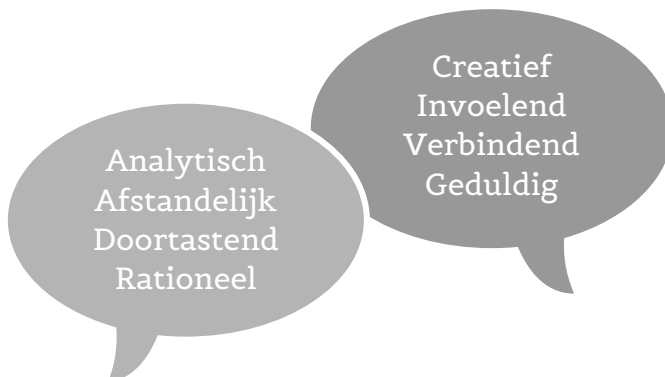 Analytisch
Afstandelijk
Doortastend
Rationeel
Creatief
Invoelend
Verbindend
Geduldig